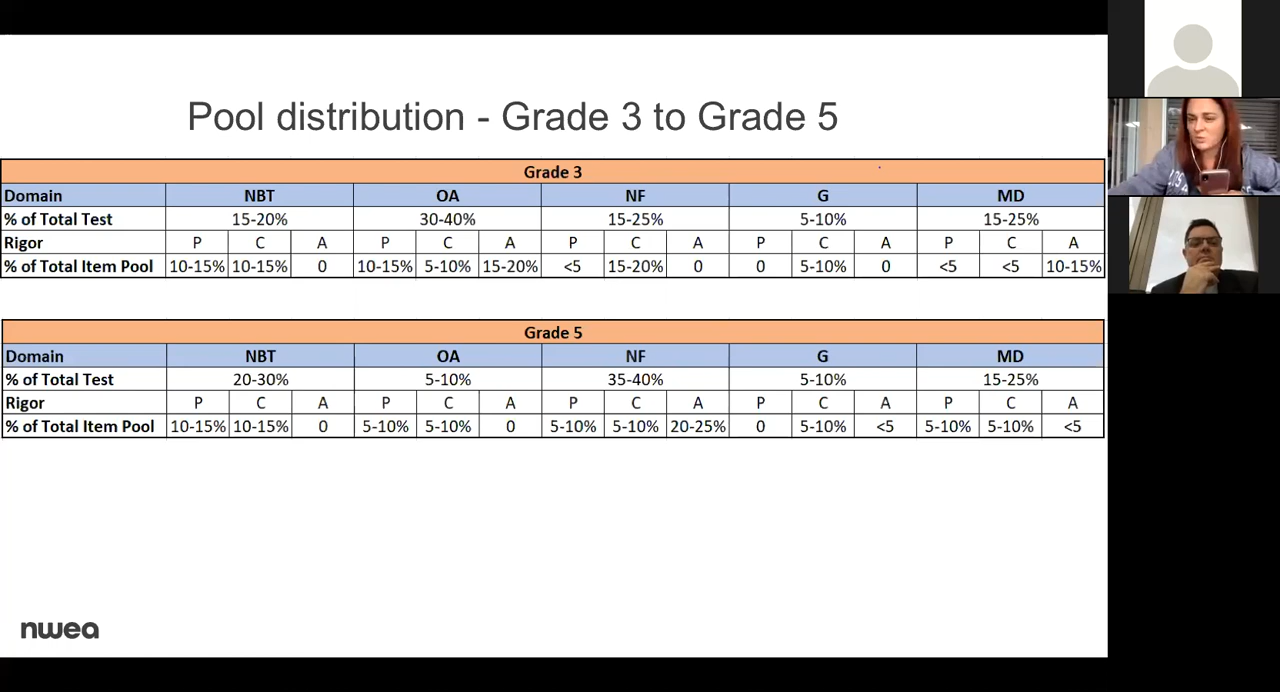 Pool distribution - Grade 3 to Grade 5
Grade 3
Domain NBT OA NF G MD
% of Total Test 15-20% 30-40% 15-25% 5-10% 15-25%
Rigor P C A P C A P C A P C A P C A
% of Total Item Pool 10-15% 10-15% 0 10-15% 5-10% 15-20% <5 15-20% 0 0 5-10% 0 <5 <5 10-15%
Grade 5
Domain NBT OA NF G MD
% of Total Test 20-30% 5-10% 35-40% 5-10% 15-25%
Rigor P C A P C A P C A P C A P C A
% of Total Item Pool 10-15% 10-15% 0 5-10% 5-10% 0 5-10% 5-10% 20-25% 0 5-10% <5 5-10% 5-10% <5
nwea